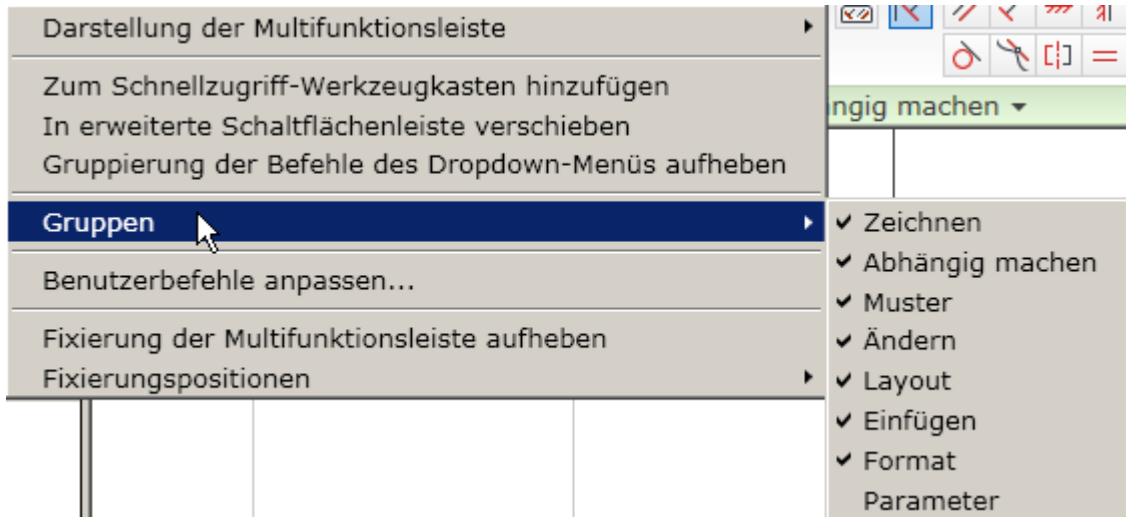 Darstellung der Multifunktionsleiste
Zum Schnellzugriff-Werkzeugkasten hinzufügen
In erweiterte Schaltflächenleiste verschieben
Gruppierung der Befehle des Dropdown-Menüs aufheben
Gruppen
Benutzerbefehle anpassen...
Fixierung der Multifunktionsleiste aufheben
Fixierungspositionen
ngig machen
Zeichnen
Abhängig machen
Muster
Ändern
Layout
Einfügen
Format
Parameter